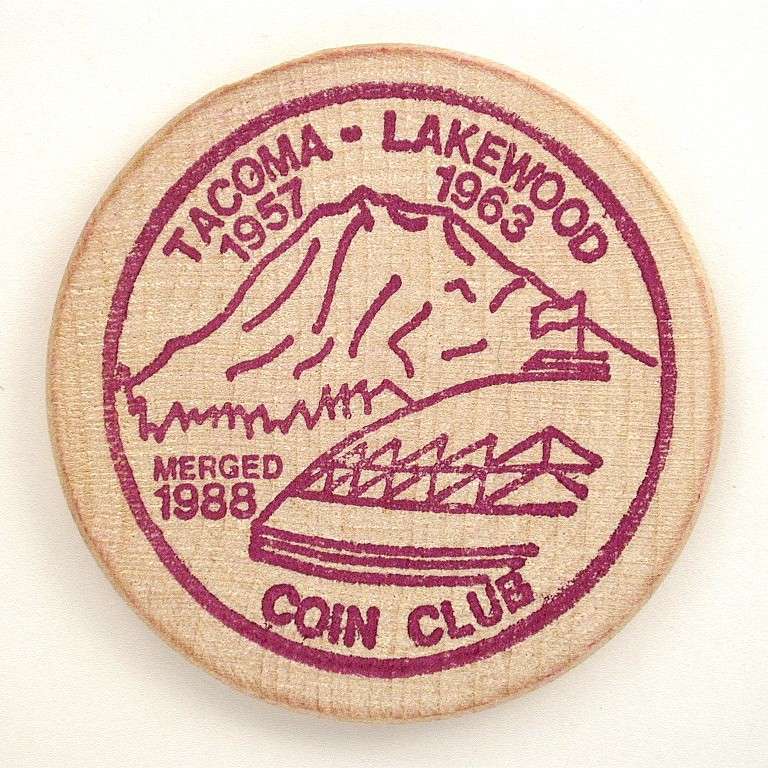 TACOMA • LAKEWOOD
1957 1963
MERGED
1988
COIN CLUB